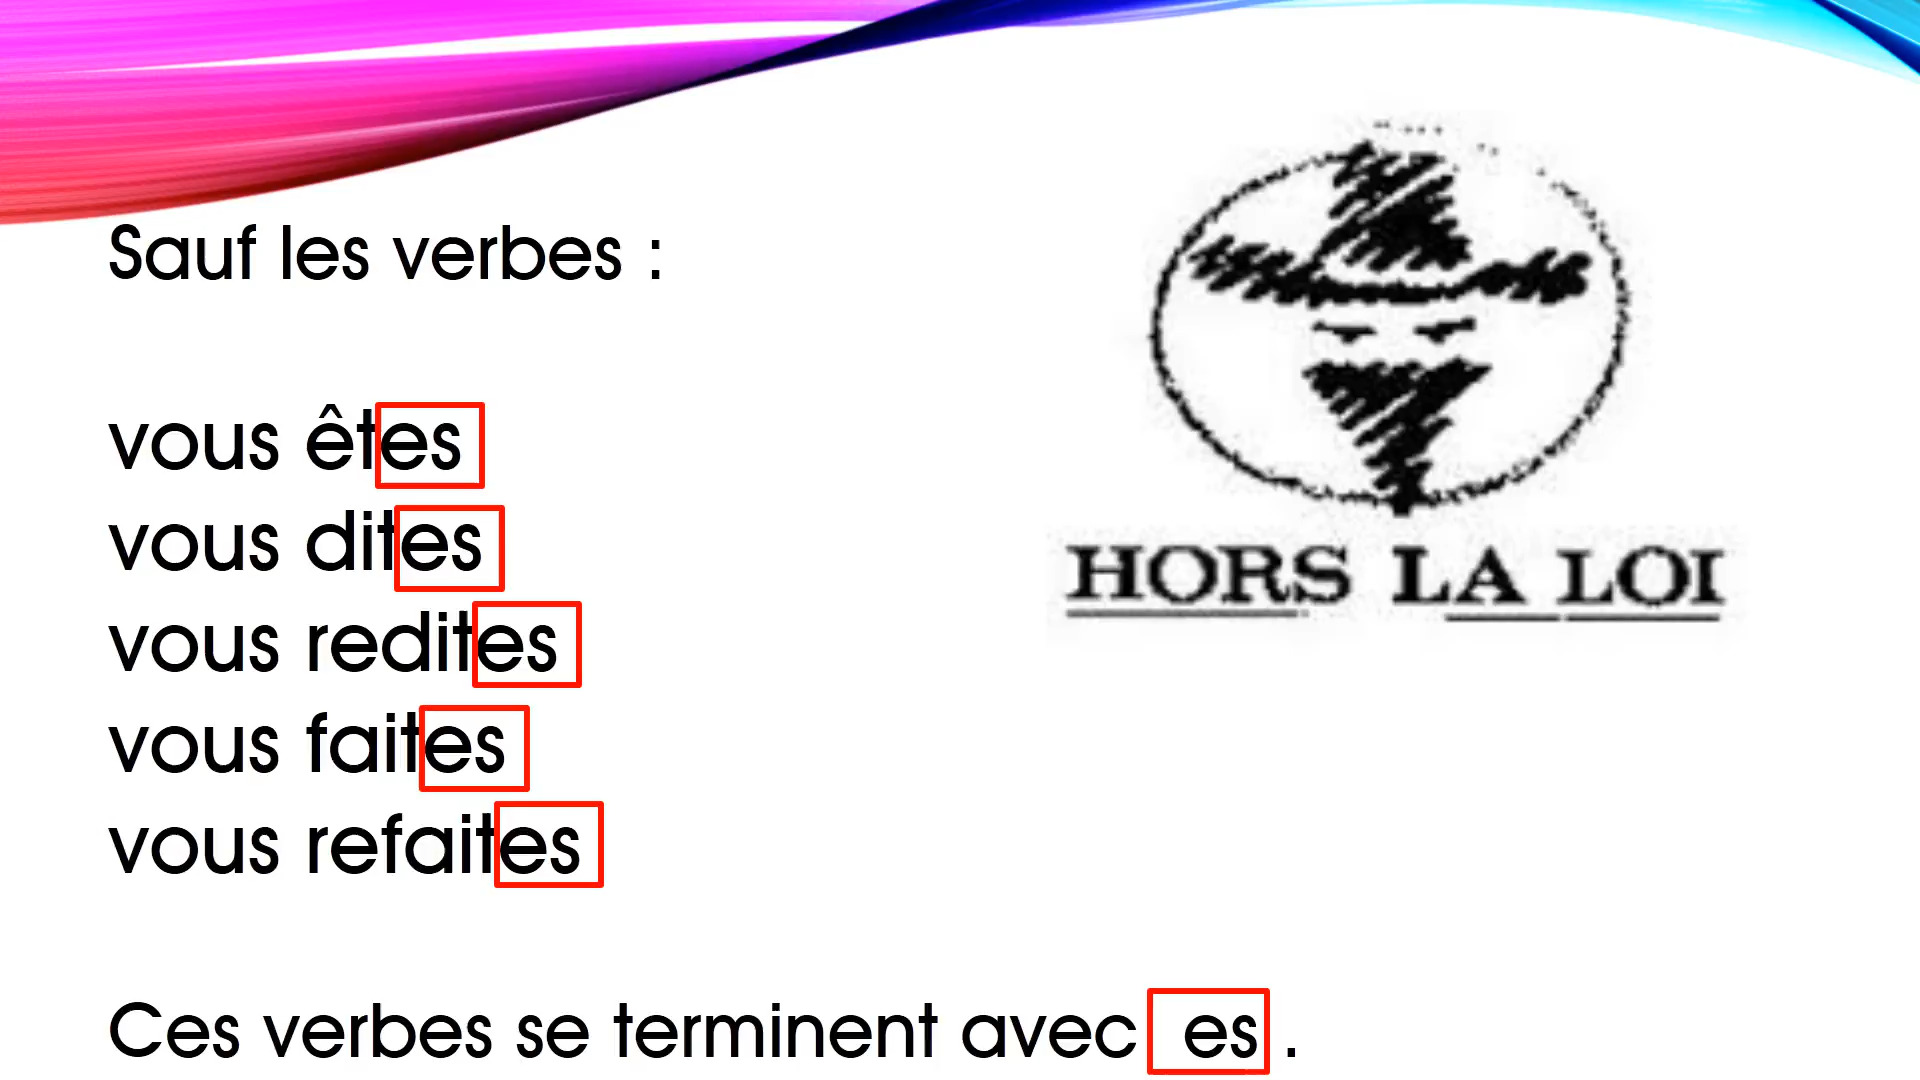 Sauf les verbes :
vous êtes
vous dites
vous redites
vous faites
vous refaites
HORS LA LOI
Ces verbes se terminent avec es .